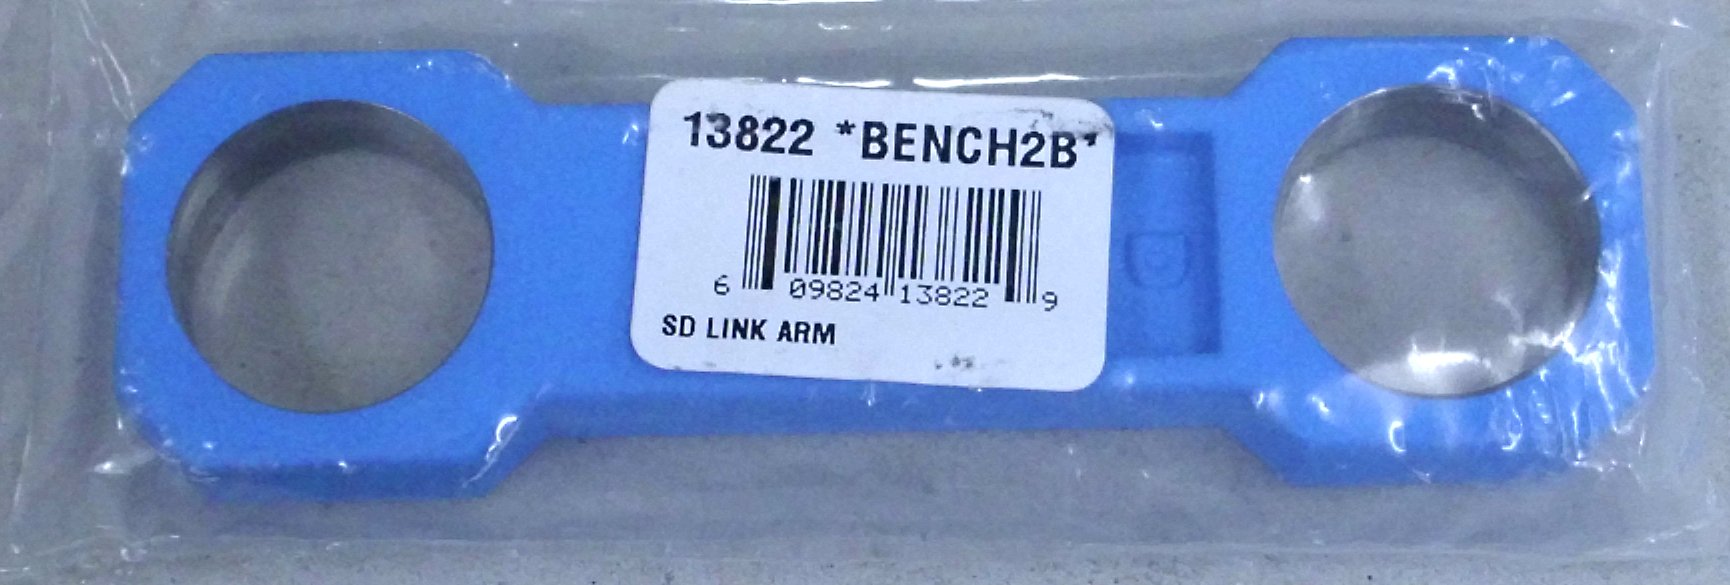 13822 *BENCH2B*
6 09824 13822 9
SD LINK ARM